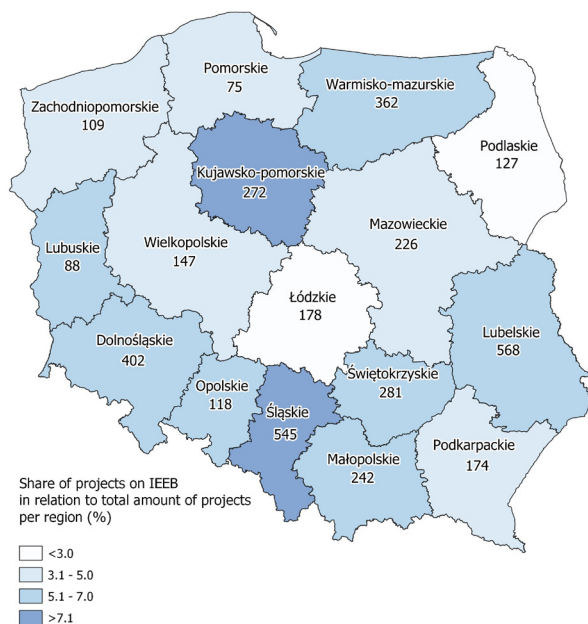 Pomorskie
75
Warmisko-mazurskie
362
Zachodniopomorskie
109
Podlaskie
127
Kujawsko-pomorskie
272
Mazowieckie
226
Wielkopolskie
147
Lubuskie
88
Łódzkie
178
Lubelskie
568
Dolnośląskie
402
Opolskie
118
Śląskie
545
Świętokrzyskie
281
Małopolskie
242
Podkarpackie
174
Share of projects on IEEB
in relation to total amount of projects
per region (%)
<3.0
3.1 - 5.0
5.1 - 7.0
>7.1